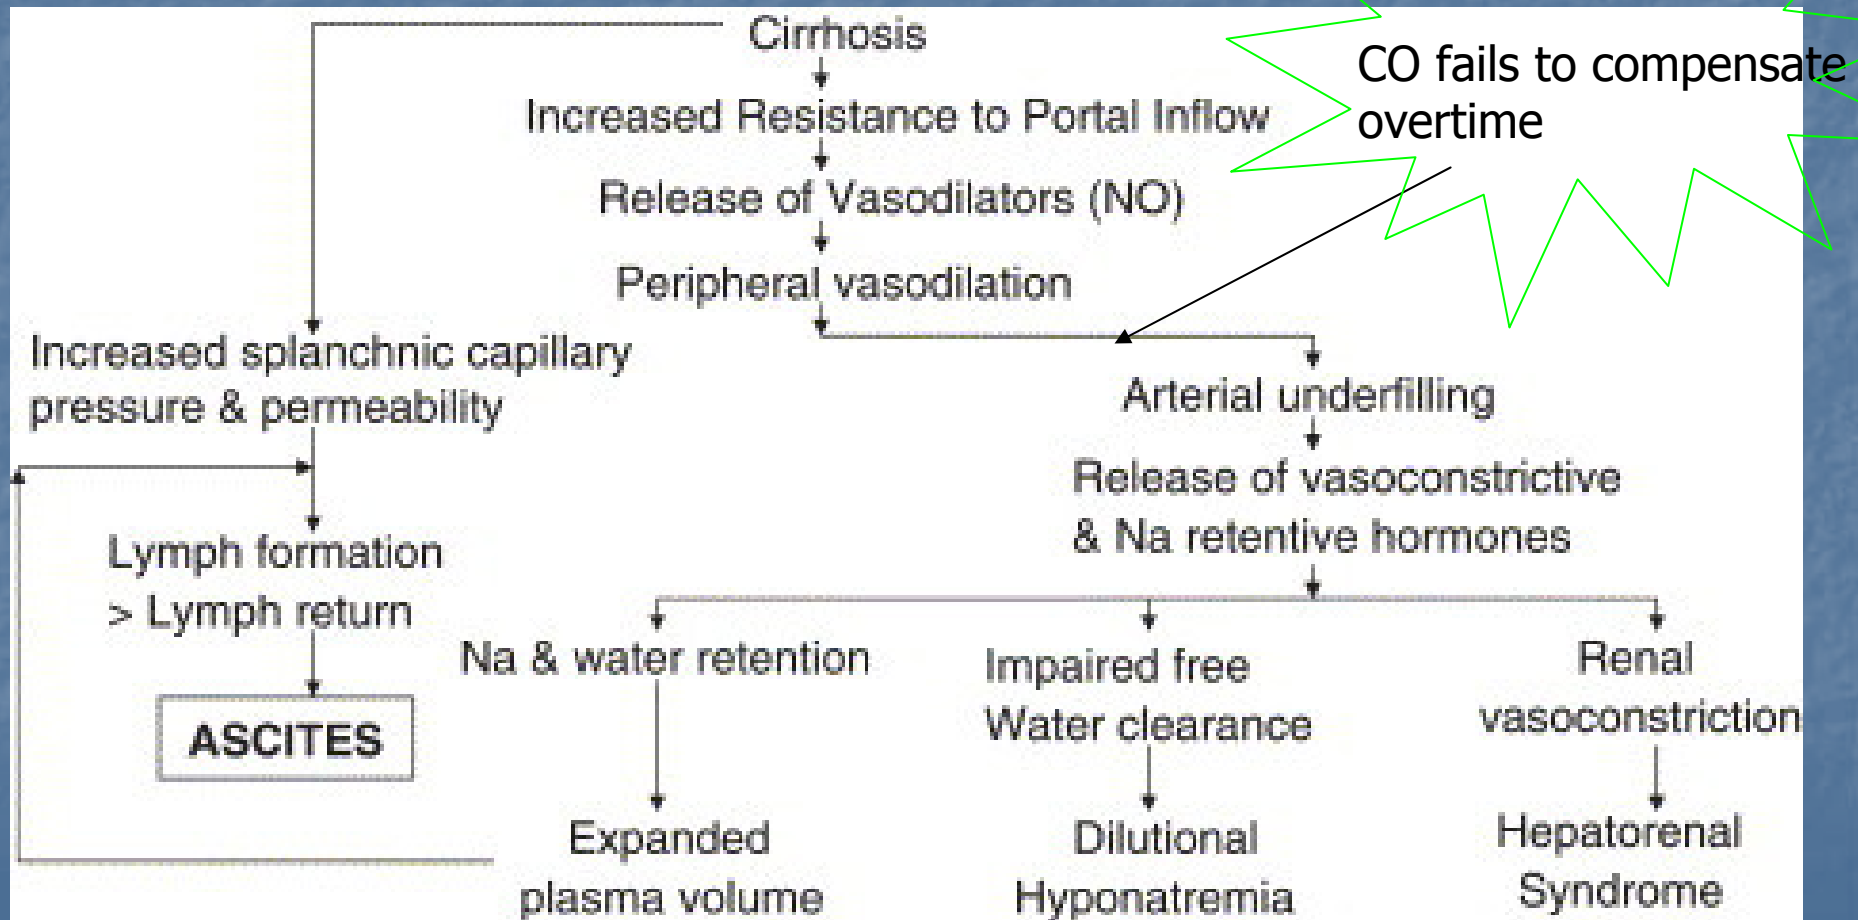 Cirrhosis
CO fails to compensate
overtime
Increased Resistance to Portal Inflow
Release of Vasodilators (NO)
Peripheral vasodilation
Increased splanchnic capillary
pressure & permeability
Arterial underfilling
Release of vasoconstrictive
& Na retentive hormones
Lymph formation
> Lymph return
ASCITES
Na & water retention
Impaired free
Water clearance
Renal
vasoconstriction
Expanded
plasma volume
Dilutional
Hyponatremia
Hepatorenal
Syndrome